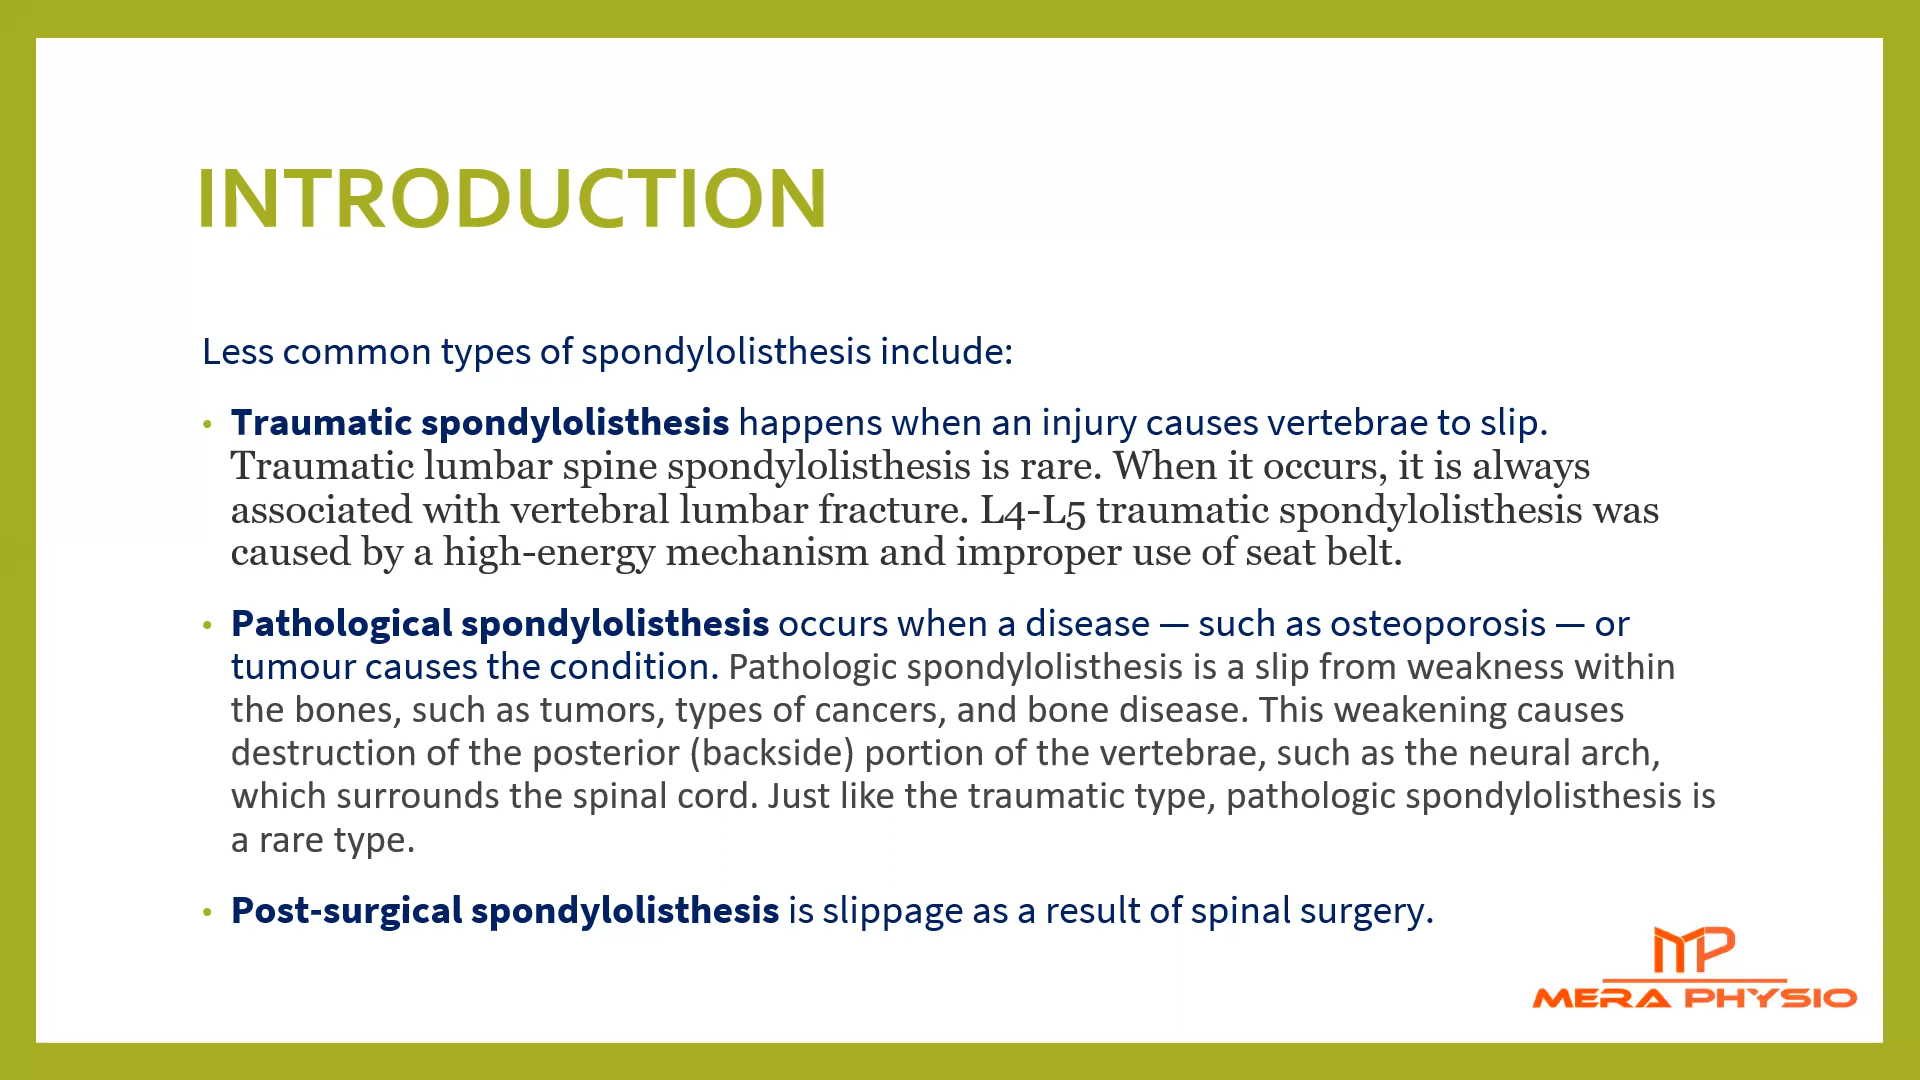 INTRODUCTION
Less common types of spondylolisthesis include:
• Traumatic spondylolisthesis happens when an injury causes vertebrae to slip.
Traumatic lumbar spine spondylolisthesis is rare. When it occurs, it is always
associated with vertebral lumbar fracture. L4-L5 traumatic spondylolisthesis was
caused by a high-energy mechanism and improper use of seat belt.
• Pathological spondylolisthesis occurs when a disease — such as osteoporosis — or
tumour causes the condition. Pathologic spondylolisthesis is a slip from weakness within
the bones, such as tumors, types of cancers, and bone disease. This weakening causes
destruction of the posterior (backside) portion of the vertebrae, such as the neural arch,
which surrounds the spinal cord. Just like the traumatic type, pathologic spondylolisthesis is
a rare type.
• Post-surgical spondylolisthesis is slippage as a result of spinal surgery.
MP
MERA PHYSIO